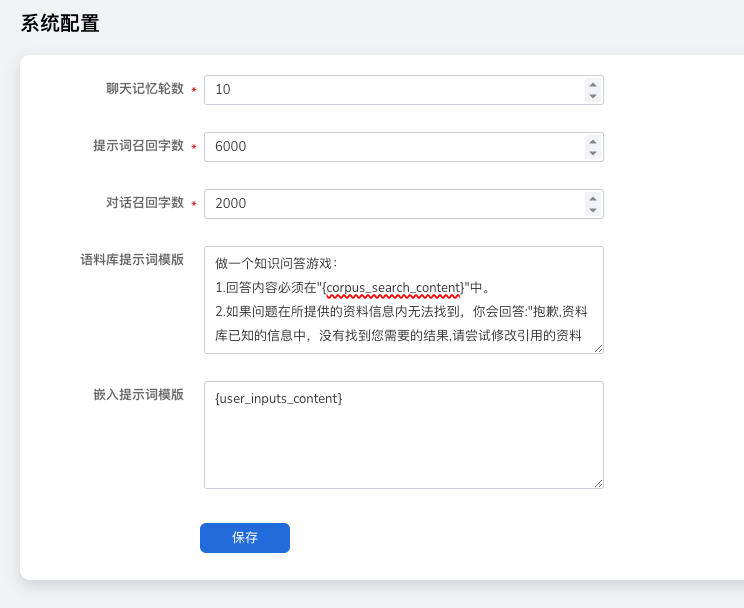 系统配置
聊天记忆轮数 * 10
提示词召回字数 * 6000
对话召回字数 * 2000
语料库提示词模版
做一个知识问答游戏：
1.回答内容必须在"{corpus_search_content}"中。
2.如果问题在所提供的资料信息内无法找到，你会回答:"抱歉,资料
库已知的信息中，没有找到您需要的结果,请尝试修改引用的资料
嵌入提示词模版
{user_inputs_content}
保存